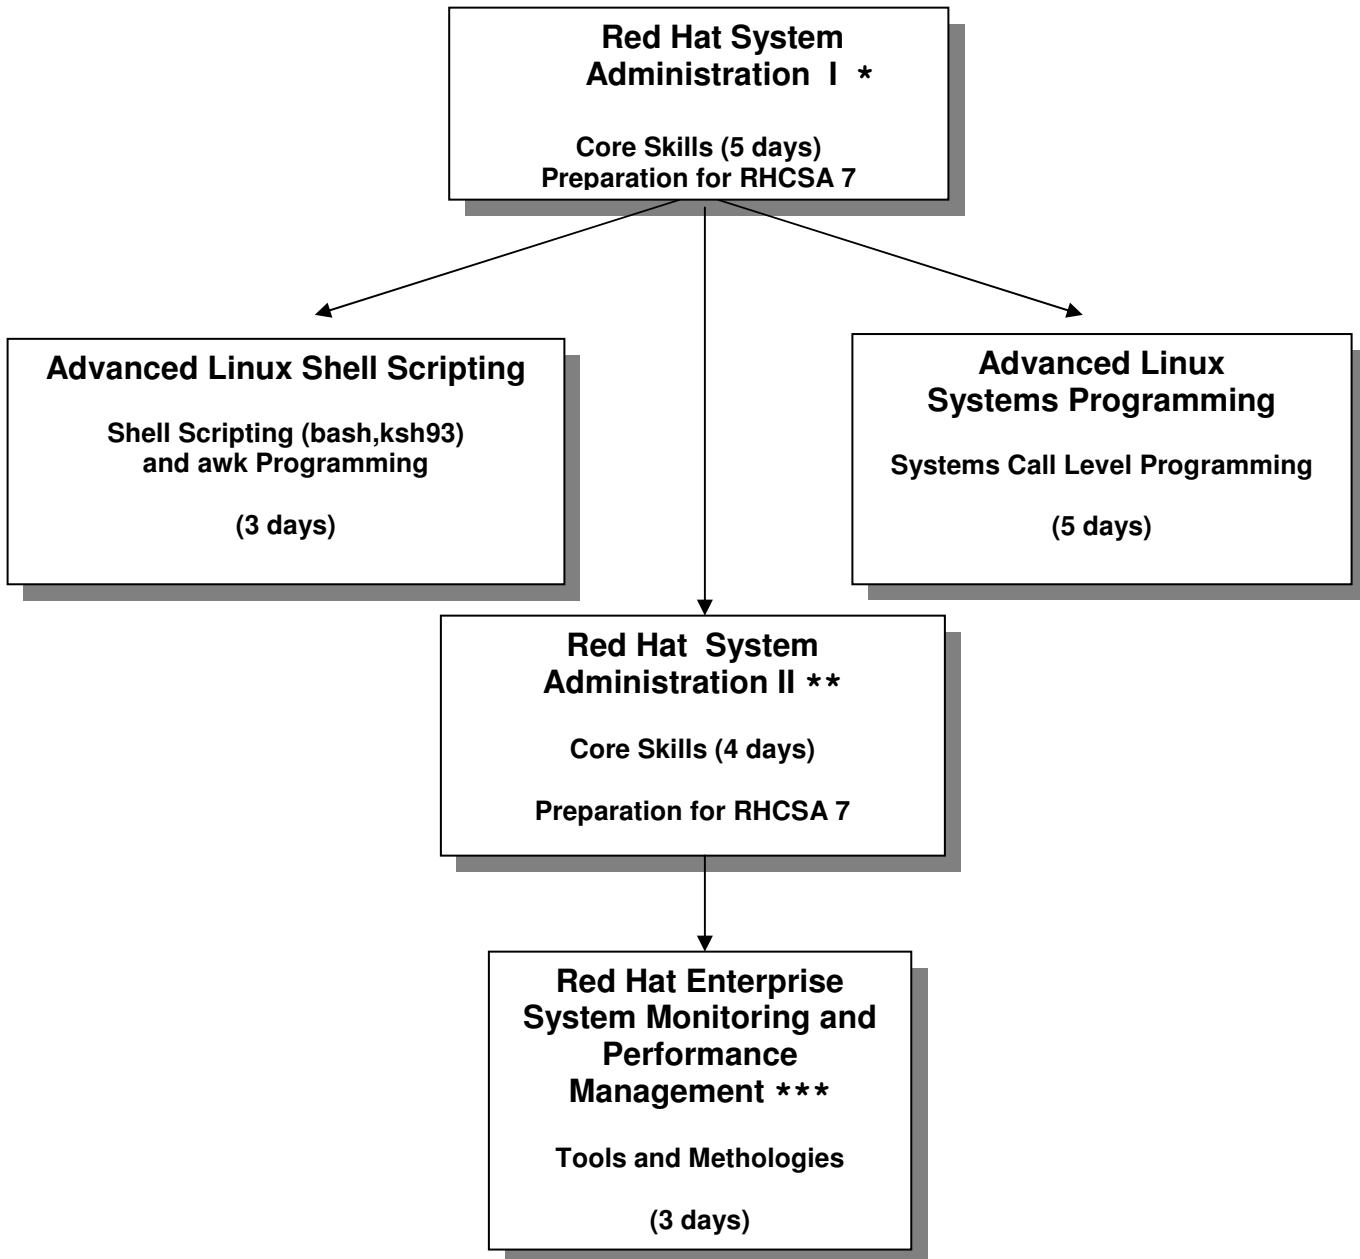 Red Hat System
Administration I *
Core Skills (5 days)
Preparation for RHCSA 7
Advanced Linux Shell Scripting
Shell Scripting (bash,ksh93)
and awk Programming
(3 days)
Advanced Linux
Systems Programming
Systems Call Level Programming
(5 days)
Red Hat System
Administration II **
Core Skills (4 days)
Preparation for RHCSA 7
Red Hat Enterprise
System Monitoring and
Performance
Management ***
Tools and Methologies
(3 days)